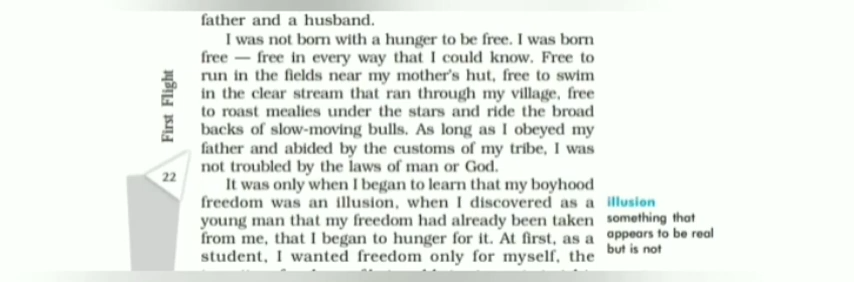 father and a husband.
I was not born with a hunger to be free. I was born
free — free in every way that I could know. Free to
run in the fields near my mother's hut, free to swim
in the clear stream that ran through my village, free
to roast mealies under the stars and ride the broad
backs of slow-moving bulls. As long as I obeyed my
father and abided by the customs of my tribe, I was
not troubled by the laws of man or God.
It was only when I began to learn that my boyhood
freedom was an illusion, when I discovered as a
young man that my freedom had already been taken
from me, that I began to hunger for it. At first, as a
student, I wanted freedom only for myself, the
illusion
something that
appears to be real
but is not
First Flight
22